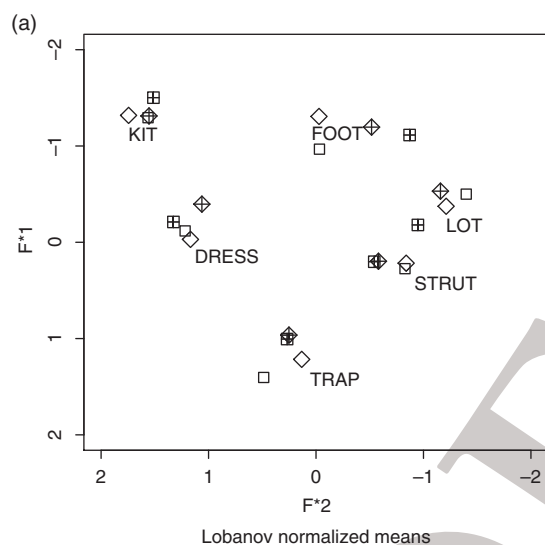 (a)
−2
−1
0
1
2
F*1
KIT
FOOT
LOT
DRESS
STRUT
TRAP
2 1 0 −1 −2
F*2
Lobanov normalized means